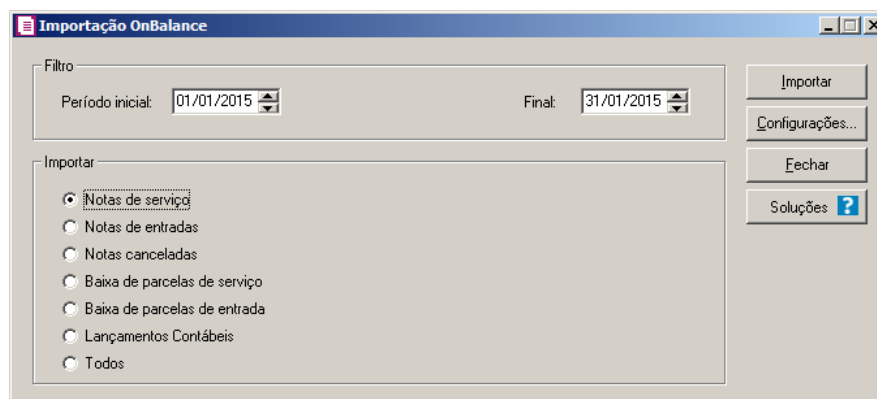 Importação OnBalance
Filtro
Período inicial: 01/01/2015 Final: 31/01/2015
Importar
Configurações...
Fechar
Soluções ?
Importar
Notas de serviço
Notas de entradas
Notas canceladas
Baixa de parcelas de serviço
Baixa de parcelas de entrada
Lançamentos Contábeis
Todos